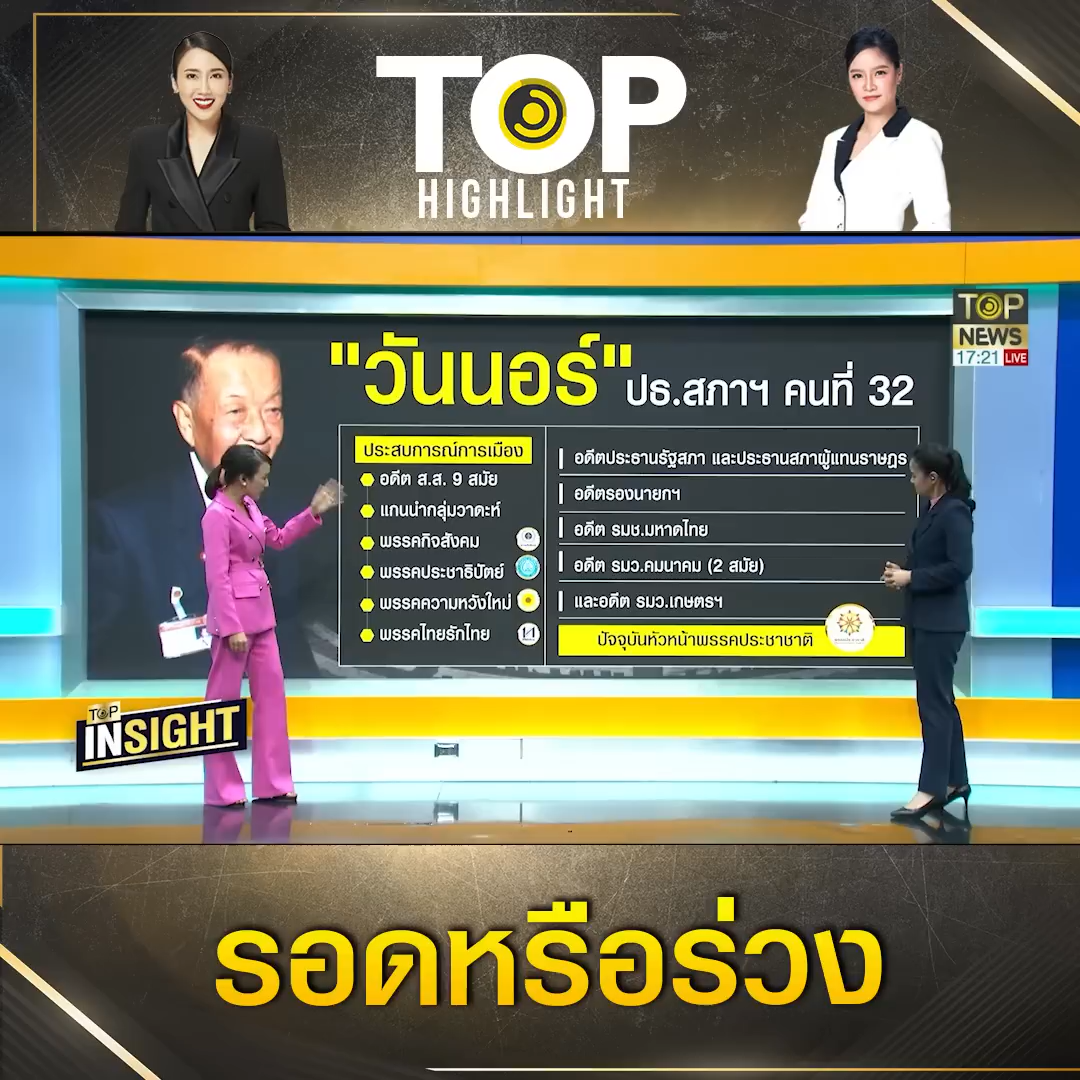 TOP
HIGHLIGHT
TOP
NEWS
17:21 LIVE
"วันนอร์" ปธ.สภาฯ คนที่ 32
ประสบการณ์การเมือง
อดีต ส.ส. 9 สมัย
แกนนำกลุ่มวาดะห์
พรรคกิจสังคม
พรรคประชาธิปัตย์
พรรคความหวังใหม่
พรรคไทยรักไทย
อดีตประธานรัฐสภา และประธานสภาผู้แทนราษฎร
อดีตรองนายกฯ
อดีต รมช.มหาดไทย
อดีต รมว.คมนาคม (2 สมัย)
และอดีต รมว.เกษตรฯ
ปัจจุบันหัวหน้าพรรคประชาชาติ
TOP
INSIGHT
รอดหรือร่วง